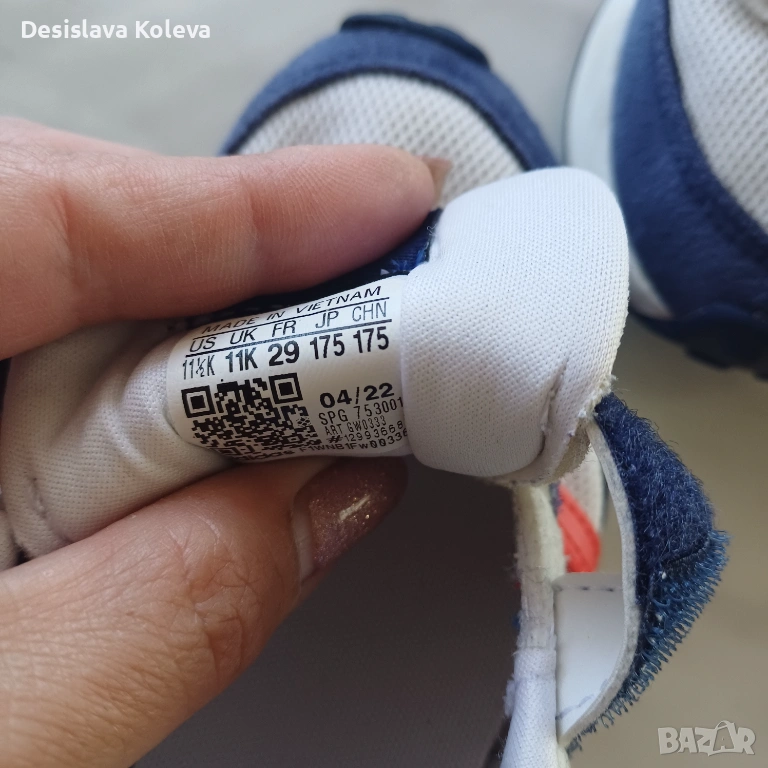 Desislava Koleva
MADE IN VIETNAM
US UK FR JP CHN
11½K 11K 29 175 175
04/22
SPG 753001
ART GW0333
BAZAR